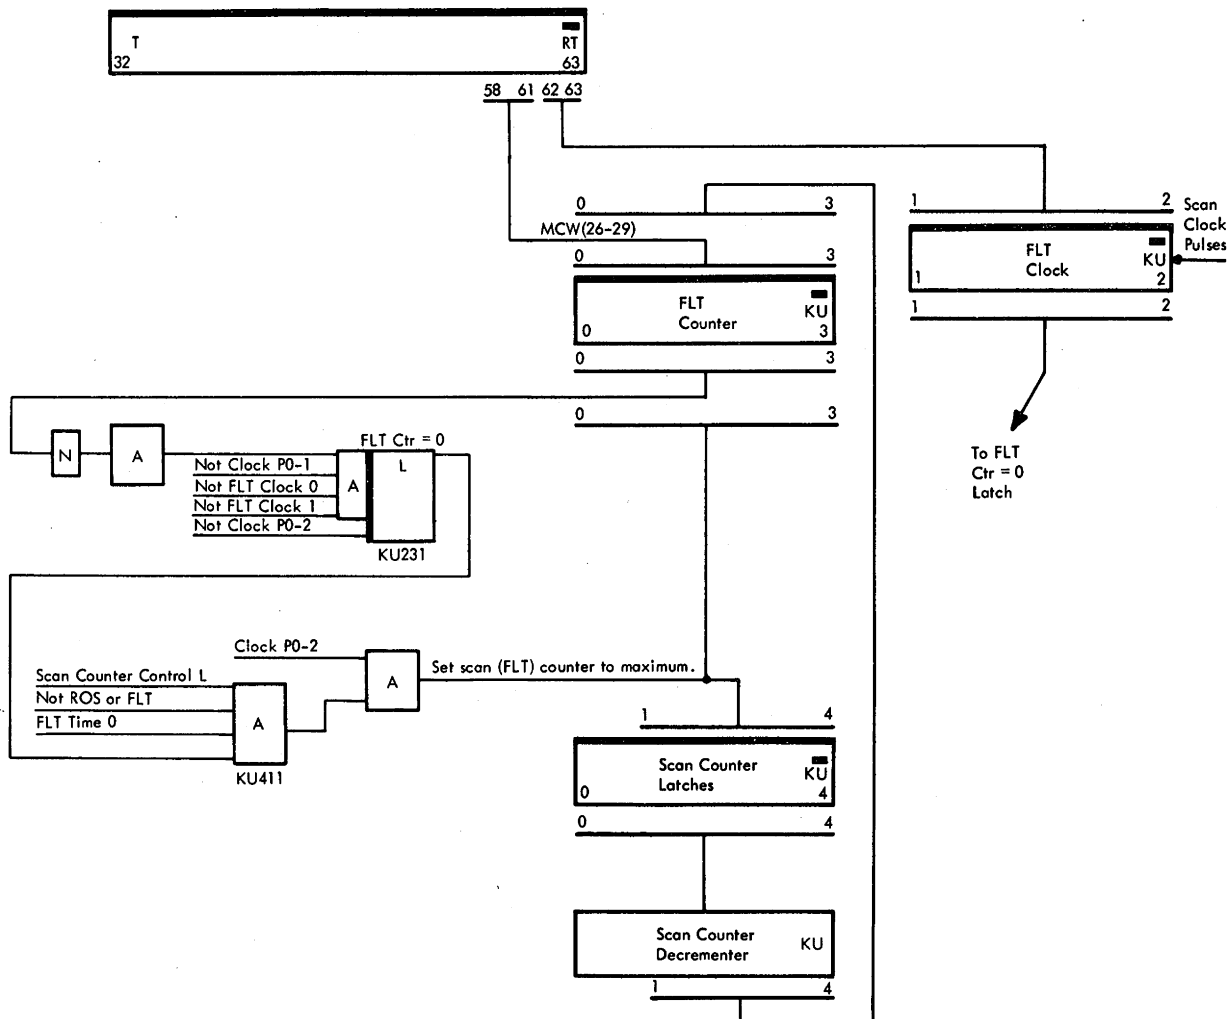 T
RT
32
63
58 61 62 63
0 3
1 2
Scan
Clock
Pulses
MCW(26-29)
0 3
FLT
Clock
KU
1 2
FLT
Counter
KU
0 3
1 2
0 3
0 3
To FLT
Ctr = 0
Latch
N
A
FLT Ctr = 0
L
A
Not Clock P0-1
Not FLT Clock 0
Not FLT Clock 1
Not Clock P0-2
KU231
Clock P0-2
A
Set scan (FLT) counter to maximum.
Scan Counter Control L
Not ROS or FLT
FLT Time 0
A
KU411
1 4
Scan Counter
Latches
KU
0 4
0 4
Scan Counter
Decrementer
KU
1 4